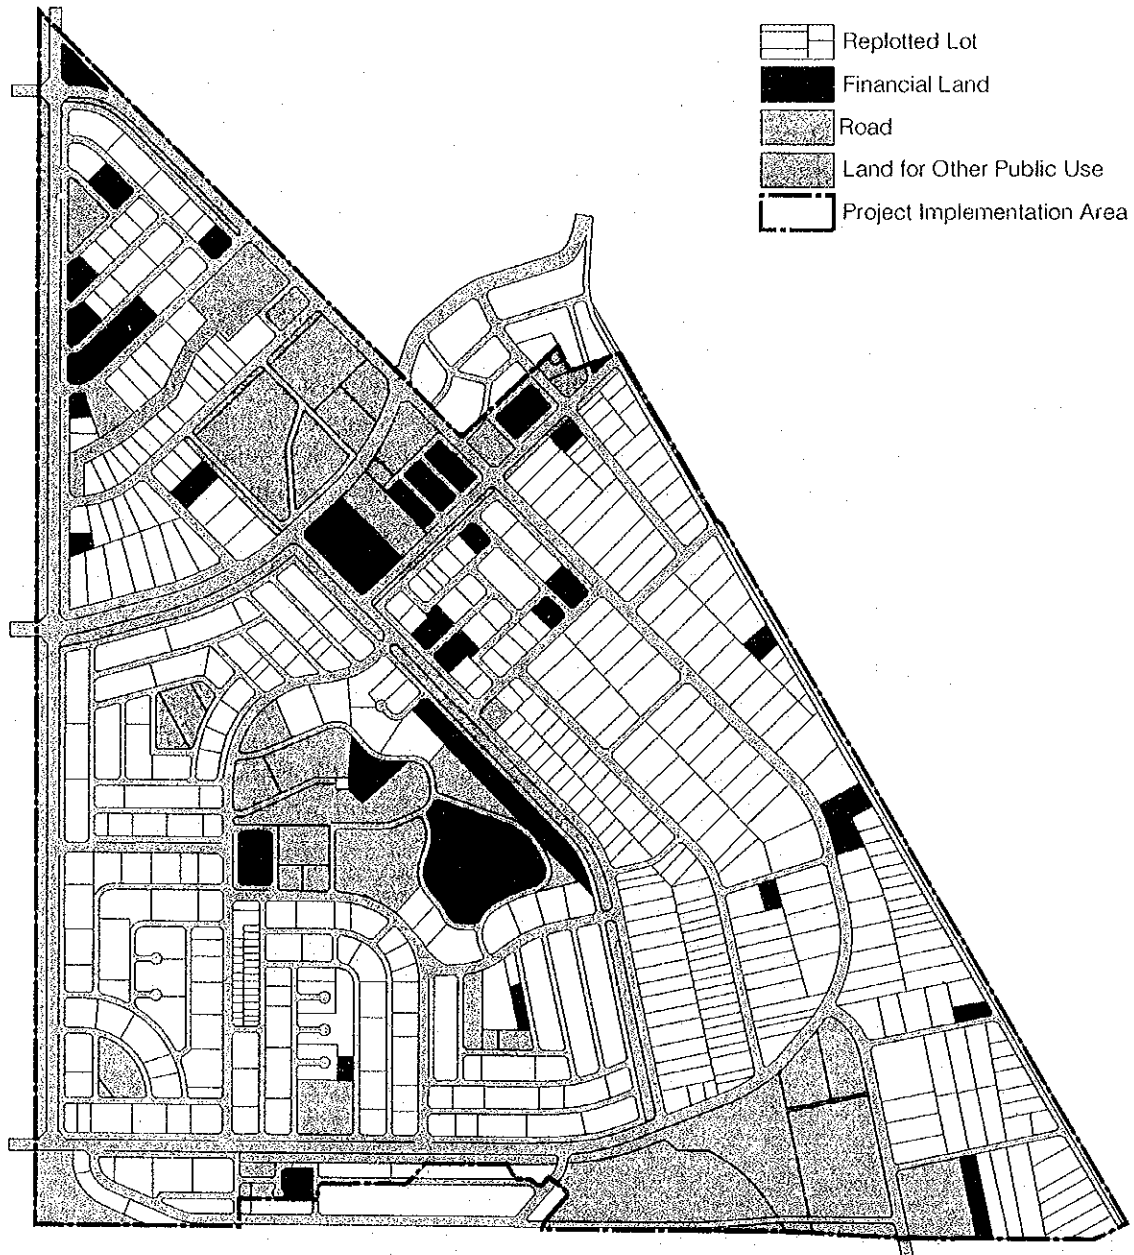 Replotted Lot
Financial Land
Road
Land for Other Public Use
Project Implementation Area